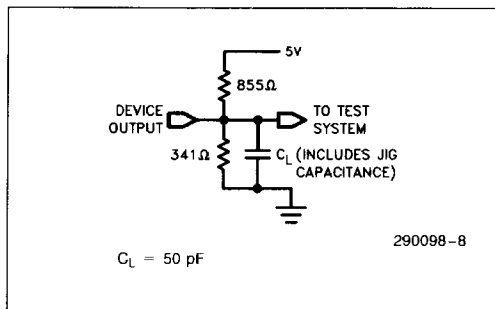 5V
855Ω
DEVICE
OUTPUT
TO TEST
SYSTEM
341Ω
C_L (INCLUDES JIG
CAPACITANCE)
290098-8
C_L = 50 pF